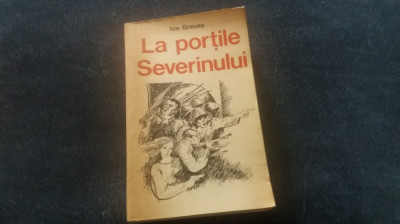 Ion Grecea
La porțile
Severinului